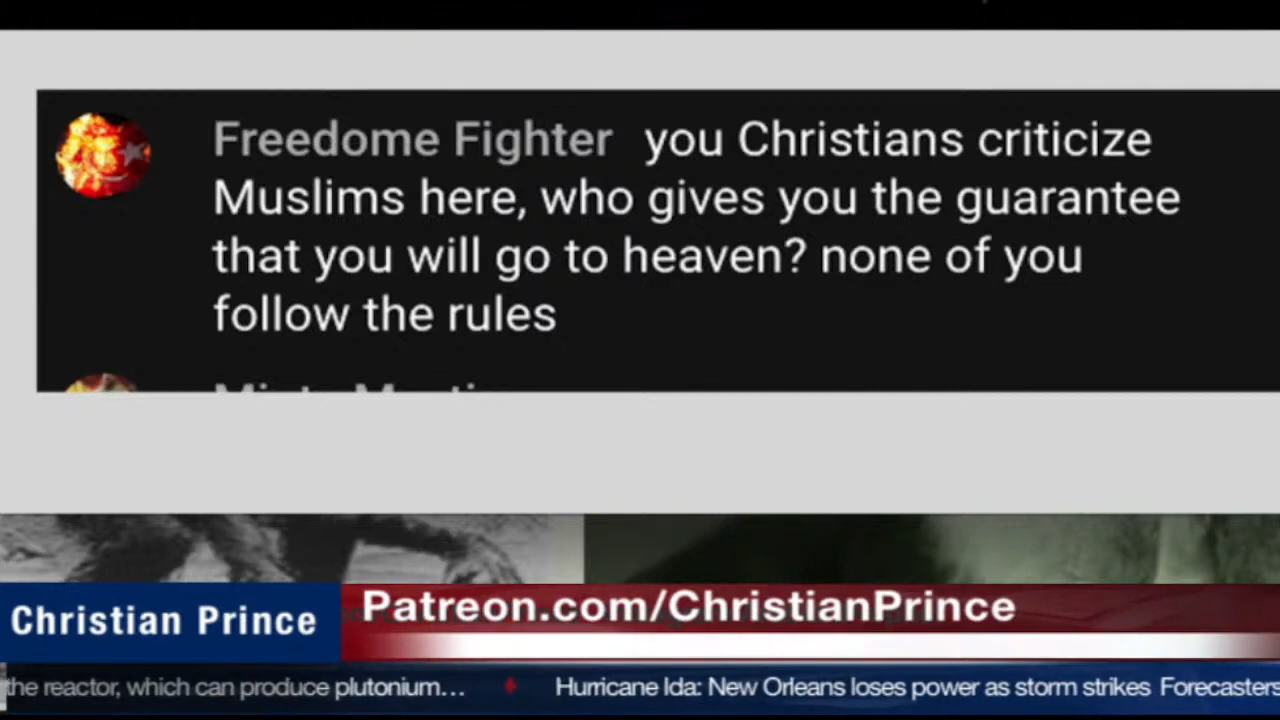 Freedome Fighter you Christians criticize
Muslims here, who gives you the guarantee
that you will go to heaven? none of you
follow the rules
Christian Prince
Patreon.com/ChristianPrince
the reactor, which can produce plutonium...
Hurricane Ida: New Orleans loses power as storm strikes Forecasters